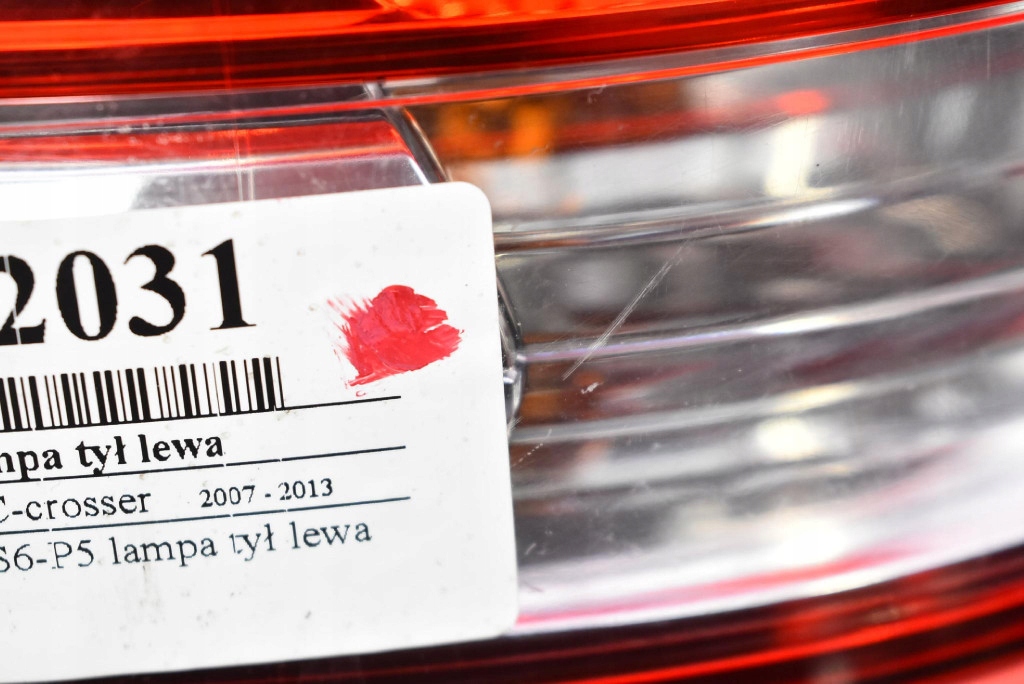 2031
mpa tył lewa
C-crosser 2007 - 2013
S6-P5 lampa tył lewa